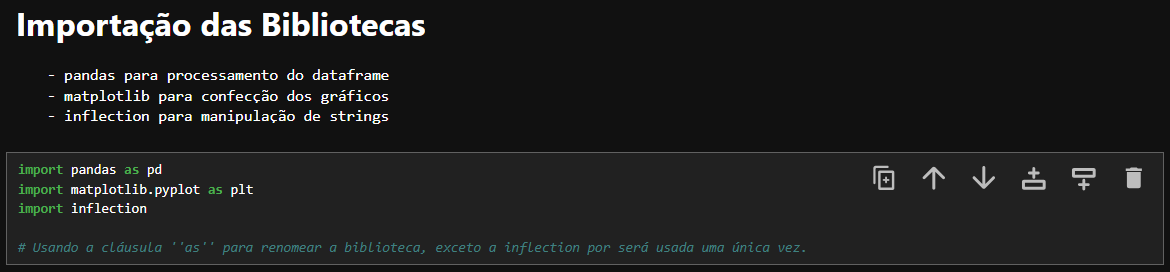 Importação das Bibliotecas
- pandas para processamento do dataframe
- matplotlib para confecção dos gráficos
- inflection para manipulação de strings
import pandas as pd
import matplotlib.pyplot as plt
import inflection
# Usando a cláusula ''as'' para renomear a biblioteca, exceto a inflection por será usada uma única vez.